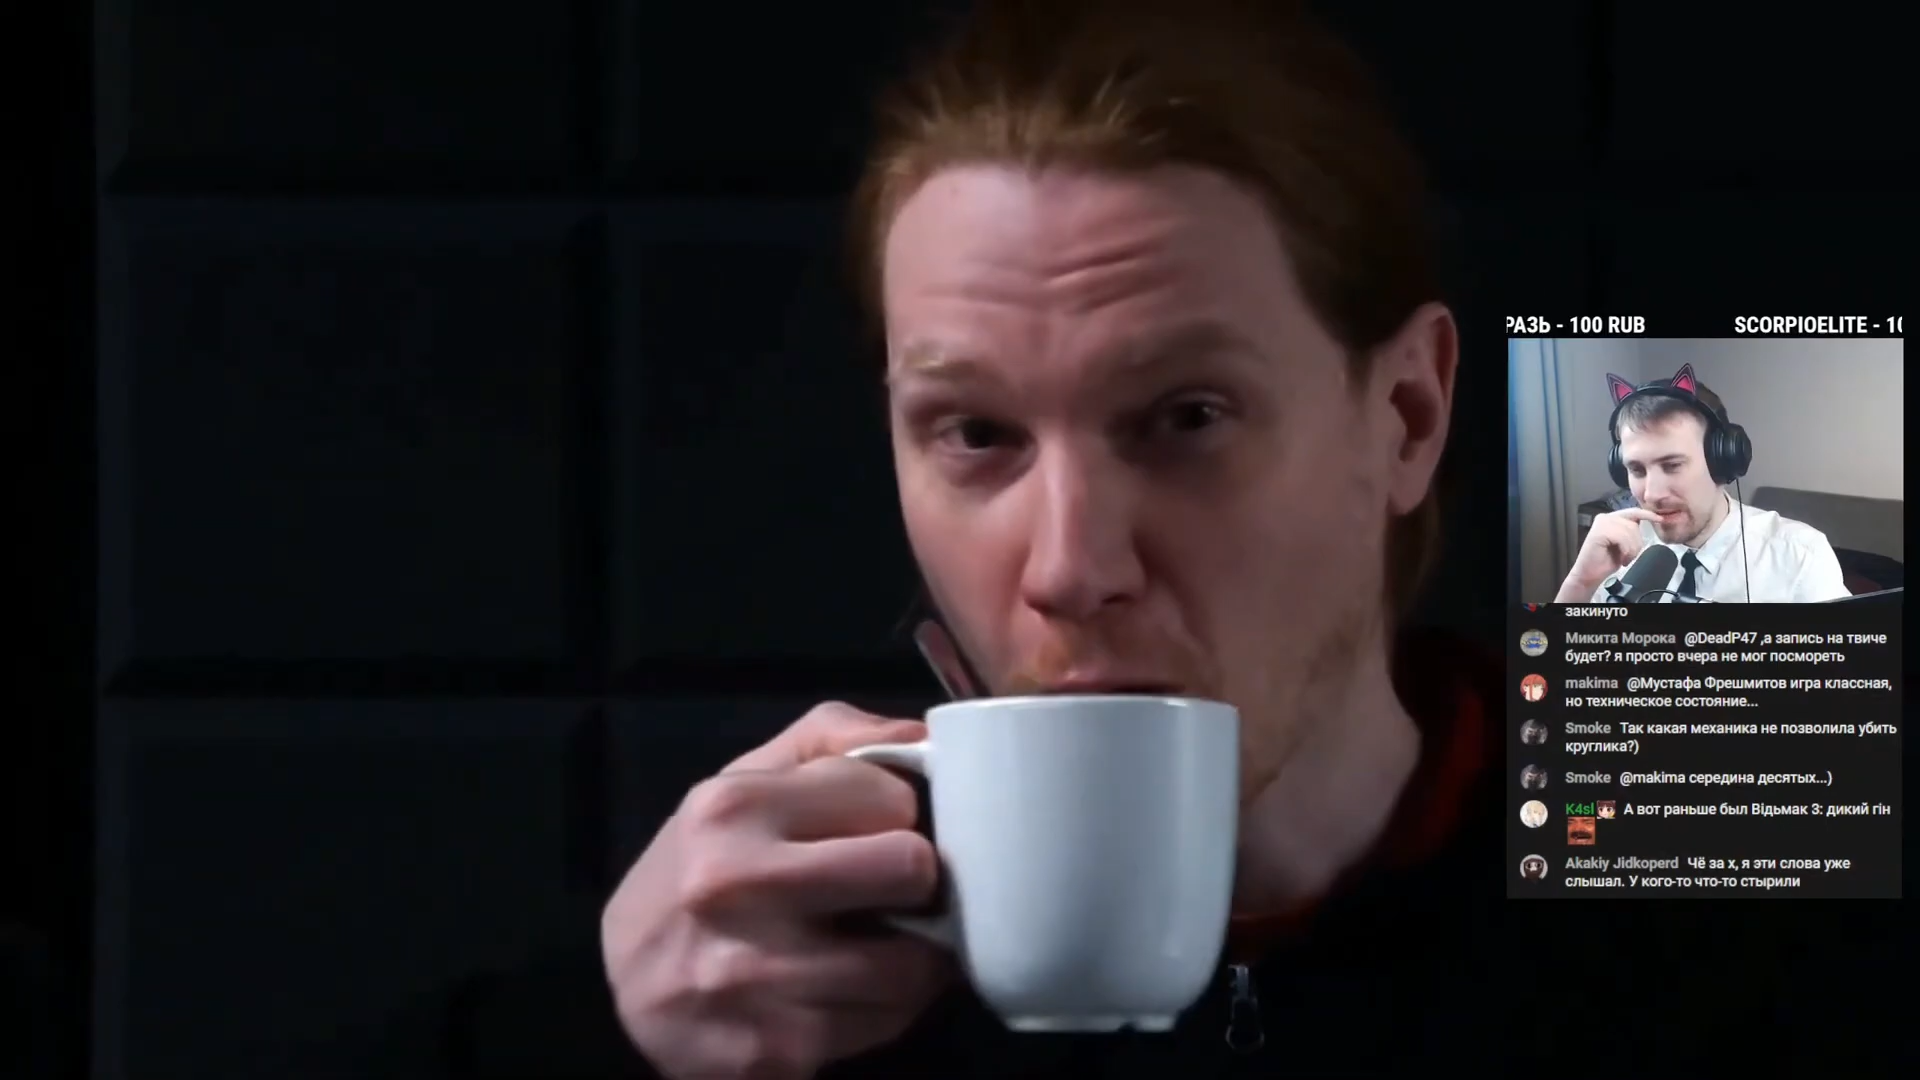 РАЗЬ - 100 RUB SCORPIOELITE - 10
закинуто
Микита Морока @DeadP47 ,а запись на твиче
будет? я просто вчера не мог посмореть
makima @Мустафа Фрешмитов игра классная,
но техническое состояние...
Smoke Так какая механика не позволила убить
круглика?)
Smoke @makima середина десятых...)
K4sl А вот раньше был Відьмак 3: дикий гін
Akakiy Jidkoperd Чё за х, я эти слова уже
слышал. У кого-то что-то стырили